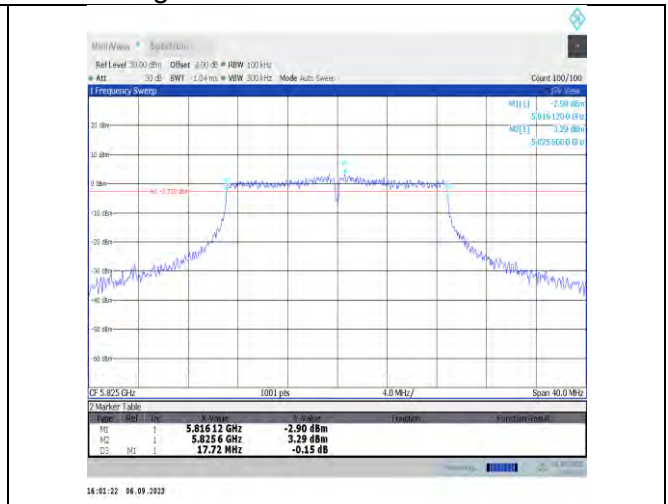 MultiView Spectrum
Ref Level 30.00 dBm Offset 2.00 dB RBW 100 kHz
Att 30 dB SWT 1.04 ms VBW 300 kHz Mode Auto Sweep Count 100/100
1 Frequency Sweep 1Pk View
M1[1] -2.90 dBm
5.816120 0 GHz
M2[1] 3.29 dBm
5.825600 0 GHz
20 dBm
10 dBm
0 dBm
-10 dBm
-20 dBm
-30 dBm
-40 dBm
-50 dBm
-60 dBm
CF 5.825 GHz 1001 pts 4.0 MHz/ Span 40.0 MHz
2 Marker Table
Type Ref Trc X-Value Y-Value Function Function Result
M1 1 5.816 12 GHz -2.90 dBm
M2 1 5.825 6 GHz 3.29 dBm
D3 M1 1 17.72 MHz -0.15 dB
16:01:22 06.09.2023